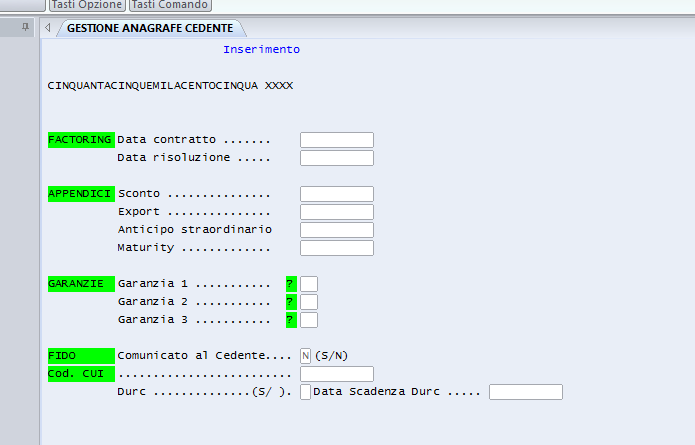 Tasti Opzione Tasti Comando
GESTIONE ANAGRAFE CEDENTE
Inserimento
CINQUANTACINQUEMILACENTOCINQUA XXXX
FACTORING Data contratto .......
Data risoluzione .....
APPENDICI Sconto ...............
Export ...............
Anticipo straordinario
Maturity .............
GARANZIE Garanzia 1 ........... ?
Garanzia 2 ........... ?
Garanzia 3 ........... ?
FIDO Comunicato al Cedente.... N (S/N)
Cod. CUI .........................
Durc ..............(S/ ). Data Scadenza Durc .....